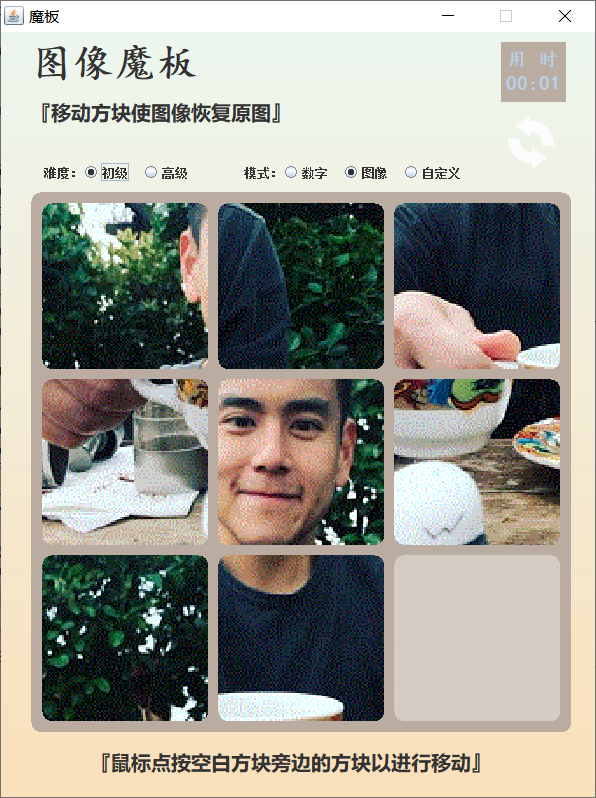 魔板
图像魔板
用 时
00:01
『移动方块使图像恢复原图』
难度： 初级 高级 模式： 数字 图像 自定义
『鼠标点按空白方块旁边的方块以进行移动』